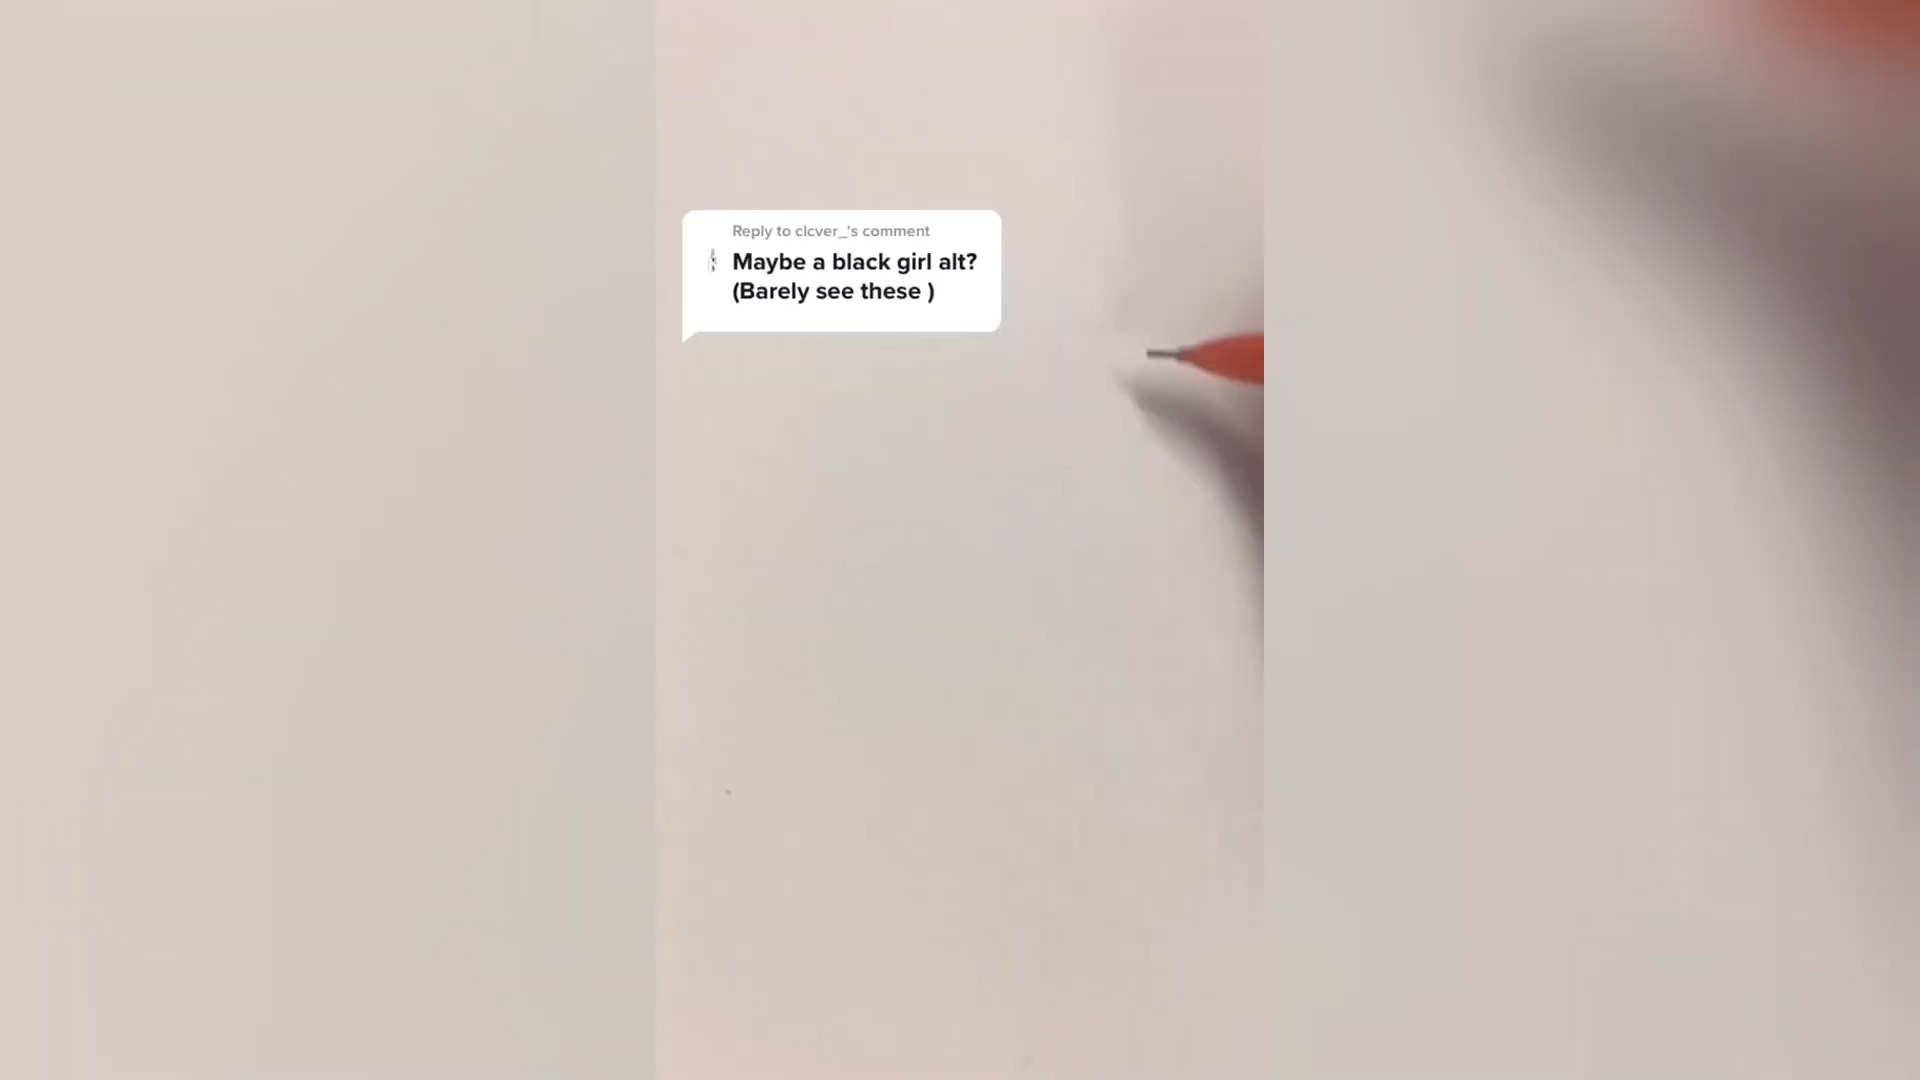 Reply to clcver_'s comment
Maybe a black girl alt?
(Barely see these )